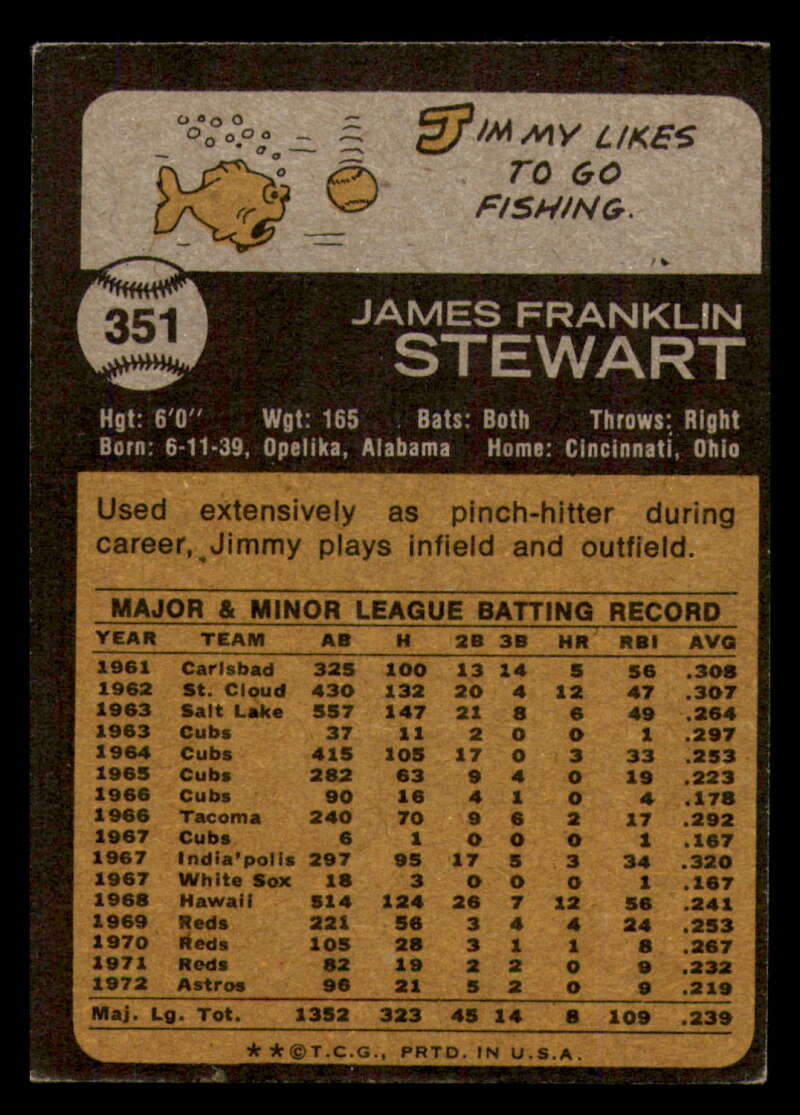 JIMMY LIKES
TO GO
FISHING.
351
JAMES FRANKLIN
STEWART
Hgt: 6'0" Wgt: 165 Bats: Both Throws: Right
Born: 6-11-39, Opelika, Alabama Home: Cincinnati, Ohio
Used extensively as pinch-hitter during
career, Jimmy plays infield and outfield.
MAJOR & MINOR LEAGUE BATTING RECORD
YEAR TEAM AB H 2B 3B HR RBI AVG
1961 Carlsbad 325 100 13 14 5 56 .308
1962 St. Cloud 430 132 20 4 12 47 .307
1963 Salt Lake 557 147 21 8 6 49 .264
1963 Cubs 37 11 2 0 0 1 .297
1964 Cubs 415 105 17 0 3 33 .253
1965 Cubs 282 63 9 4 0 19 .223
1966 Cubs 90 16 4 1 0 4 .178
1966 Tacoma 240 70 9 6 2 17 .292
1967 Cubs 6 1 0 0 0 1 .167
1967 India'polis 297 95 17 5 3 34 .320
1967 White Sox 18 3 0 0 0 1 .167
1968 Hawaii 514 124 26 7 12 56 .241
1969 Reds 221 56 3 4 4 24 .253
1970 Reds 105 28 3 1 1 8 .267
1971 Reds 82 19 2 2 0 9 .232
1972 Astros 96 21 5 2 0 9 .219
Maj. Lg. Tot. 1352 323 45 14 8 109 .239
**©T.C.G., PRTD. IN U.S.A.